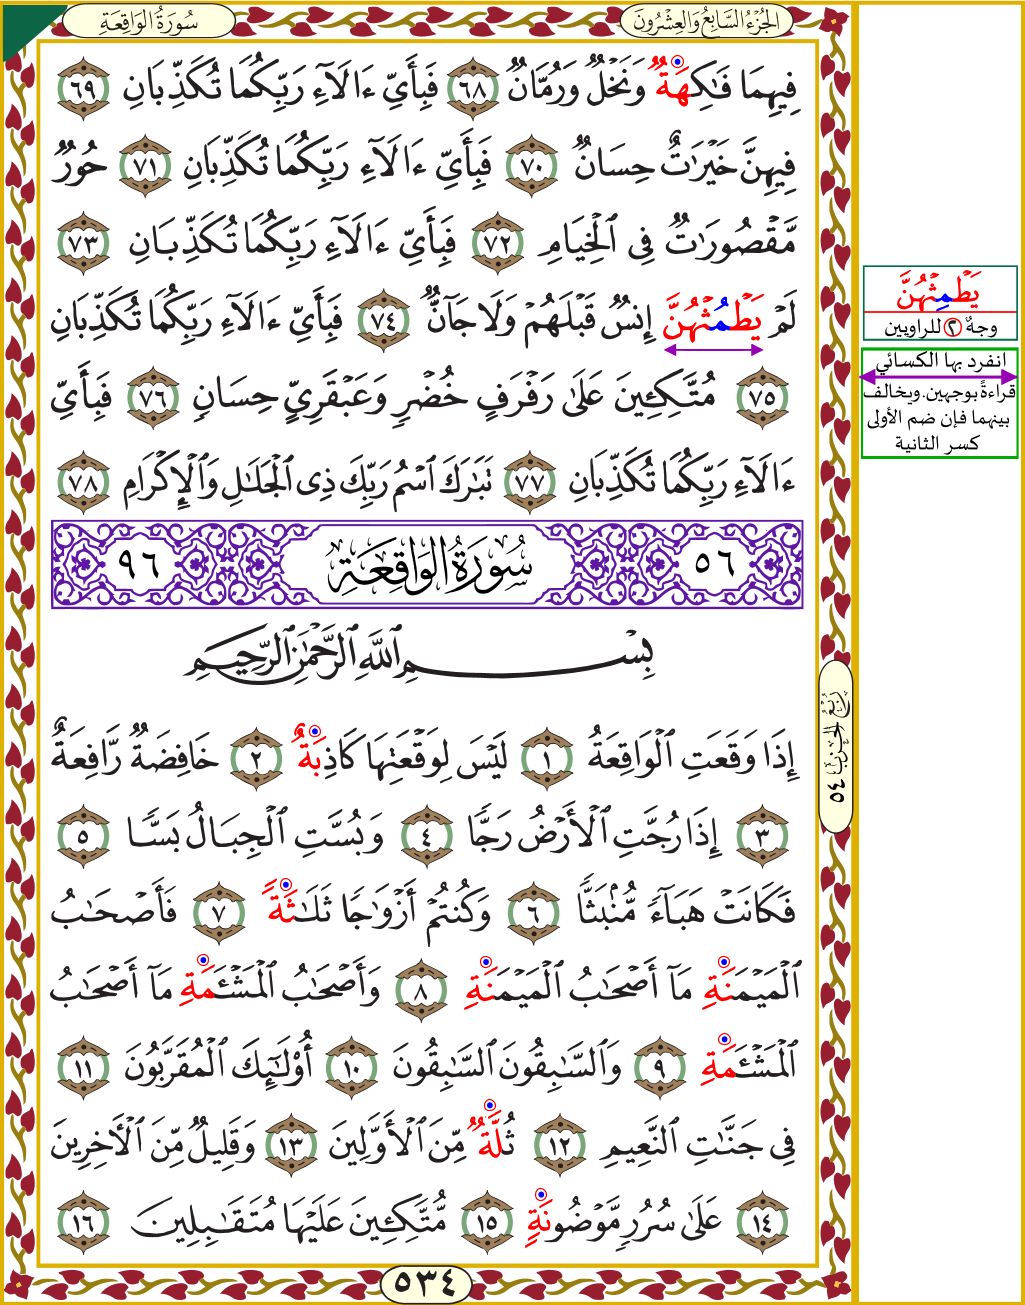 سُورَةُ الْوَاقِعَةِ
الجُزْءُ السَّابِعُ وَالعِشْرُونَ
فِيهِمَا فَٰكِهَةٌ وَنَخْلٌ وَرُمَّانٌ ٦٨ فَبِأَيِّ ءَالَآءِ رَبِّكُمَا تُكَذِّبَانِ ٦٩
فِيهِنَّ خَيْرَٰتٌ حِسَانٌ ٧٠ فَبِأَيِّ ءَالَآءِ رَبِّكُمَا تُكَذِّبَانِ ٧١ حُورٌ
مَّقْصُورَٰتٌ فِي ٱلْخِيَامِ ٧٢ فَبِأَيِّ ءَالَآءِ رَبِّكُمَا تُكَذِّبَانِ ٧٣
لَمْ يَطْمُثْهُنَّ إِنسٌ قَبْلَهُمْ وَلَا جَآنٌّ ٧٤ فَبِأَيِّ ءَالَآءِ رَبِّكُمَا تُكَذِّبَانِ
٧٥ مُتَّكِـِٔينَ عَلَىٰ رَفْرَفٍ خُضْرٍ وَعَبْقَرِيٍّ حِسَانٍ ٧٦ فَبِأَيِّ
ءَالَآءِ رَبِّكُمَا تُكَذِّبَانِ ٧٧ تَبَٰرَكَ ٱسْمُ رَبِّكَ ذِي ٱلْجَلَٰلِ وَٱلْإِكْرَامِ ٧٨
٥٦ سُورَةُ الْوَاقِعَةِ ٩٦
بِسْمِ ٱللَّهِ ٱلرَّحْمَٰنِ ٱلرَّحِيمِ
إِذَا وَقَعَتِ ٱلْوَاقِعَةُ ١ لَيْسَ لِوَقْعَتِهَا كَاذِبَةٌ ٢ خَافِضَةٌ رَّافِعَةٌ
٣ إِذَا رُجَّتِ ٱلْأَرْضُ رَجًّا ٤ وَبُسَّتِ ٱلْجِبَالُ بَسًّا ٥
فَكَانَتْ هَبَآءً مُّنۢبَثًّا ٦ وَكُنتُمْ أَزْوَٰجًا ثَلَٰثَةً ٧ فَأَصْحَٰبُ
ٱلْمَيْمَنَةِ مَآ أَصْحَٰبُ ٱلْمَيْمَنَةِ ٨ وَأَصْحَٰبُ ٱلْمَشْـَٔمَةِ مَآ أَصْحَٰبُ
ٱلْمَشْـَٔمَةِ ٩ وَٱلسَّٰبِقُونَ ٱلسَّٰبِقُونَ ١٠ أُو۟لَٰٓئِكَ ٱلْمُقَرَّبُونَ ١١
فِي جَنَّٰتِ ٱلنَّعِيمِ ١٢ ثُلَّةٌ مِّنَ ٱلْأَوَّلِينَ ١٣ وَقَلِيلٌ مِّنَ ٱلْأَخِرِينَ
١٤ عَلَىٰ سُرُرٍ مَّوْضُونَةٍ ١٥ مُّتَّكِـِٔينَ عَلَيْهَا مُتَقَٰبِلِينَ ١٦
٥٣٤
رُبْعُ الحِزْبِ ٥٤
يَطْمِثْهُنَّ
وجهٌ ٢ للراويين
انفرد بها الكسائي
قراءةً بوجهين. ويخالف
بينهما فإن ضم الأولى
كسر الثانية